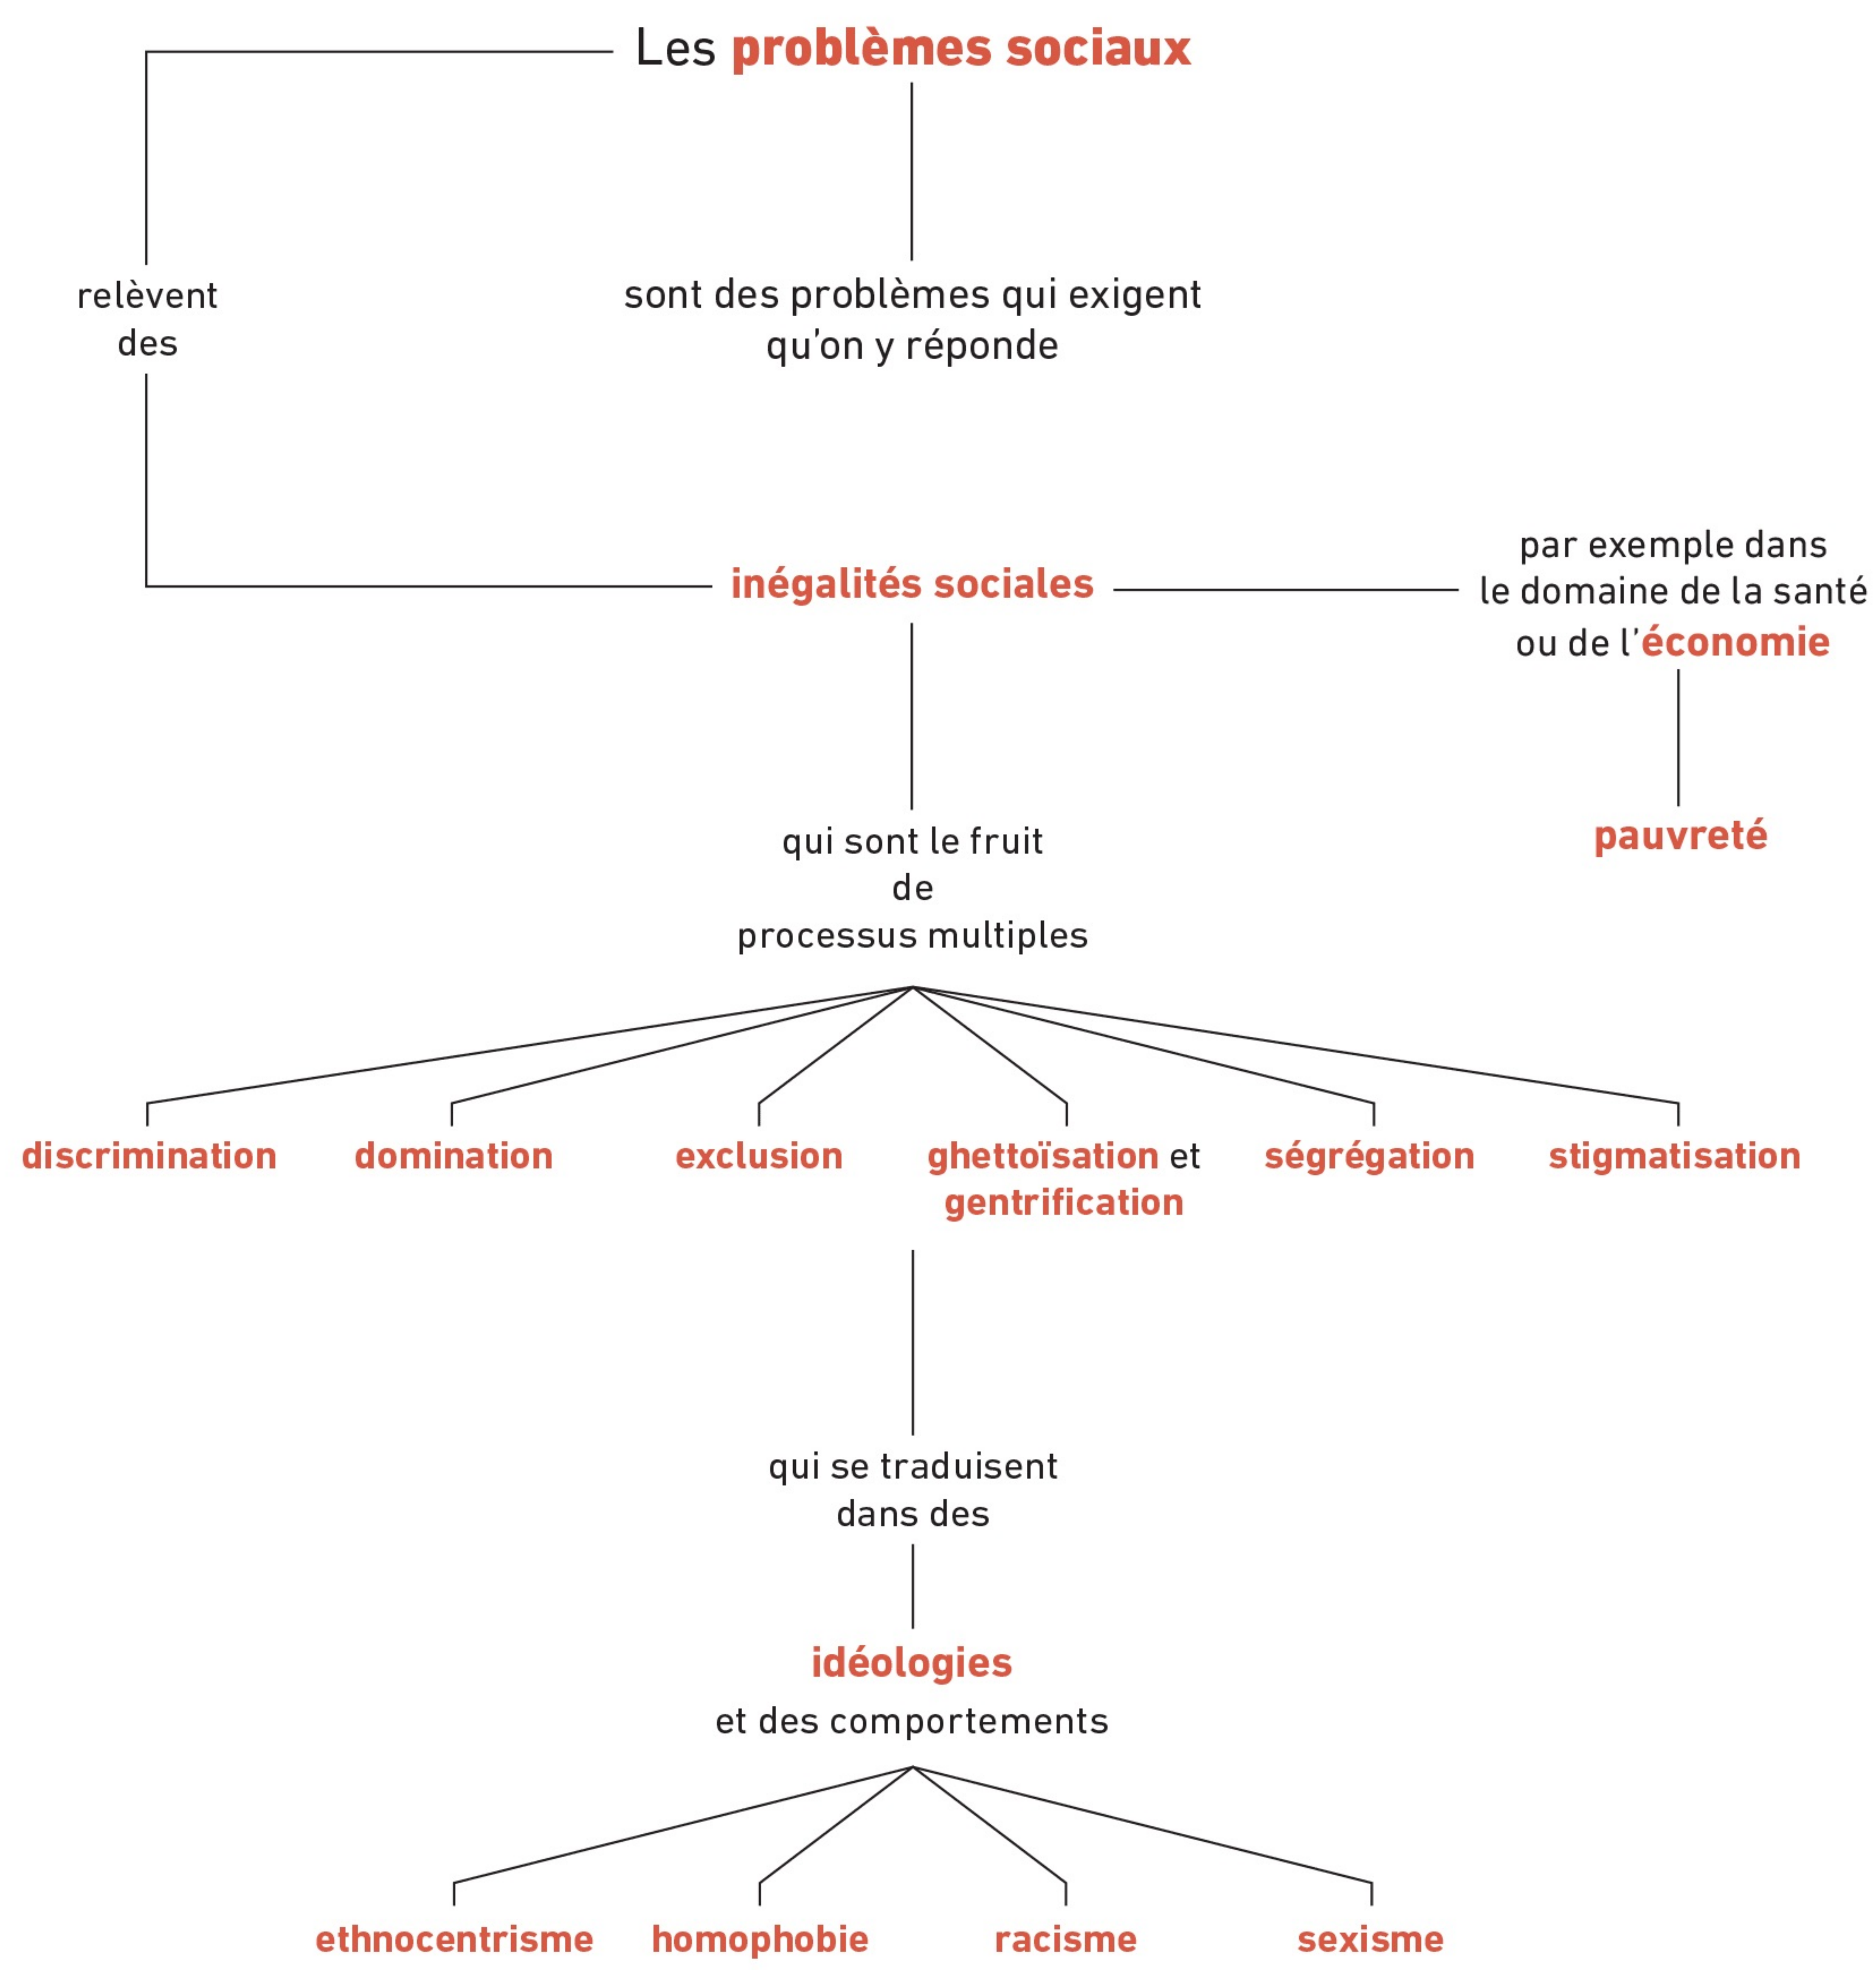 Les problèmes sociaux
relèvent
des
sont des problèmes qui exigent
qu'on y réponde
inégalités sociales
par exemple dans
le domaine de la santé
ou de l'économie
pauvreté
qui sont le fruit
de
processus multiples
discrimination
domination
exclusion
ghettoïsation et
gentrification
ségrégation
stigmatisation
qui se traduisent
dans des
idéologies
et des comportements
ethnocentrisme
homophobie
racisme
sexisme